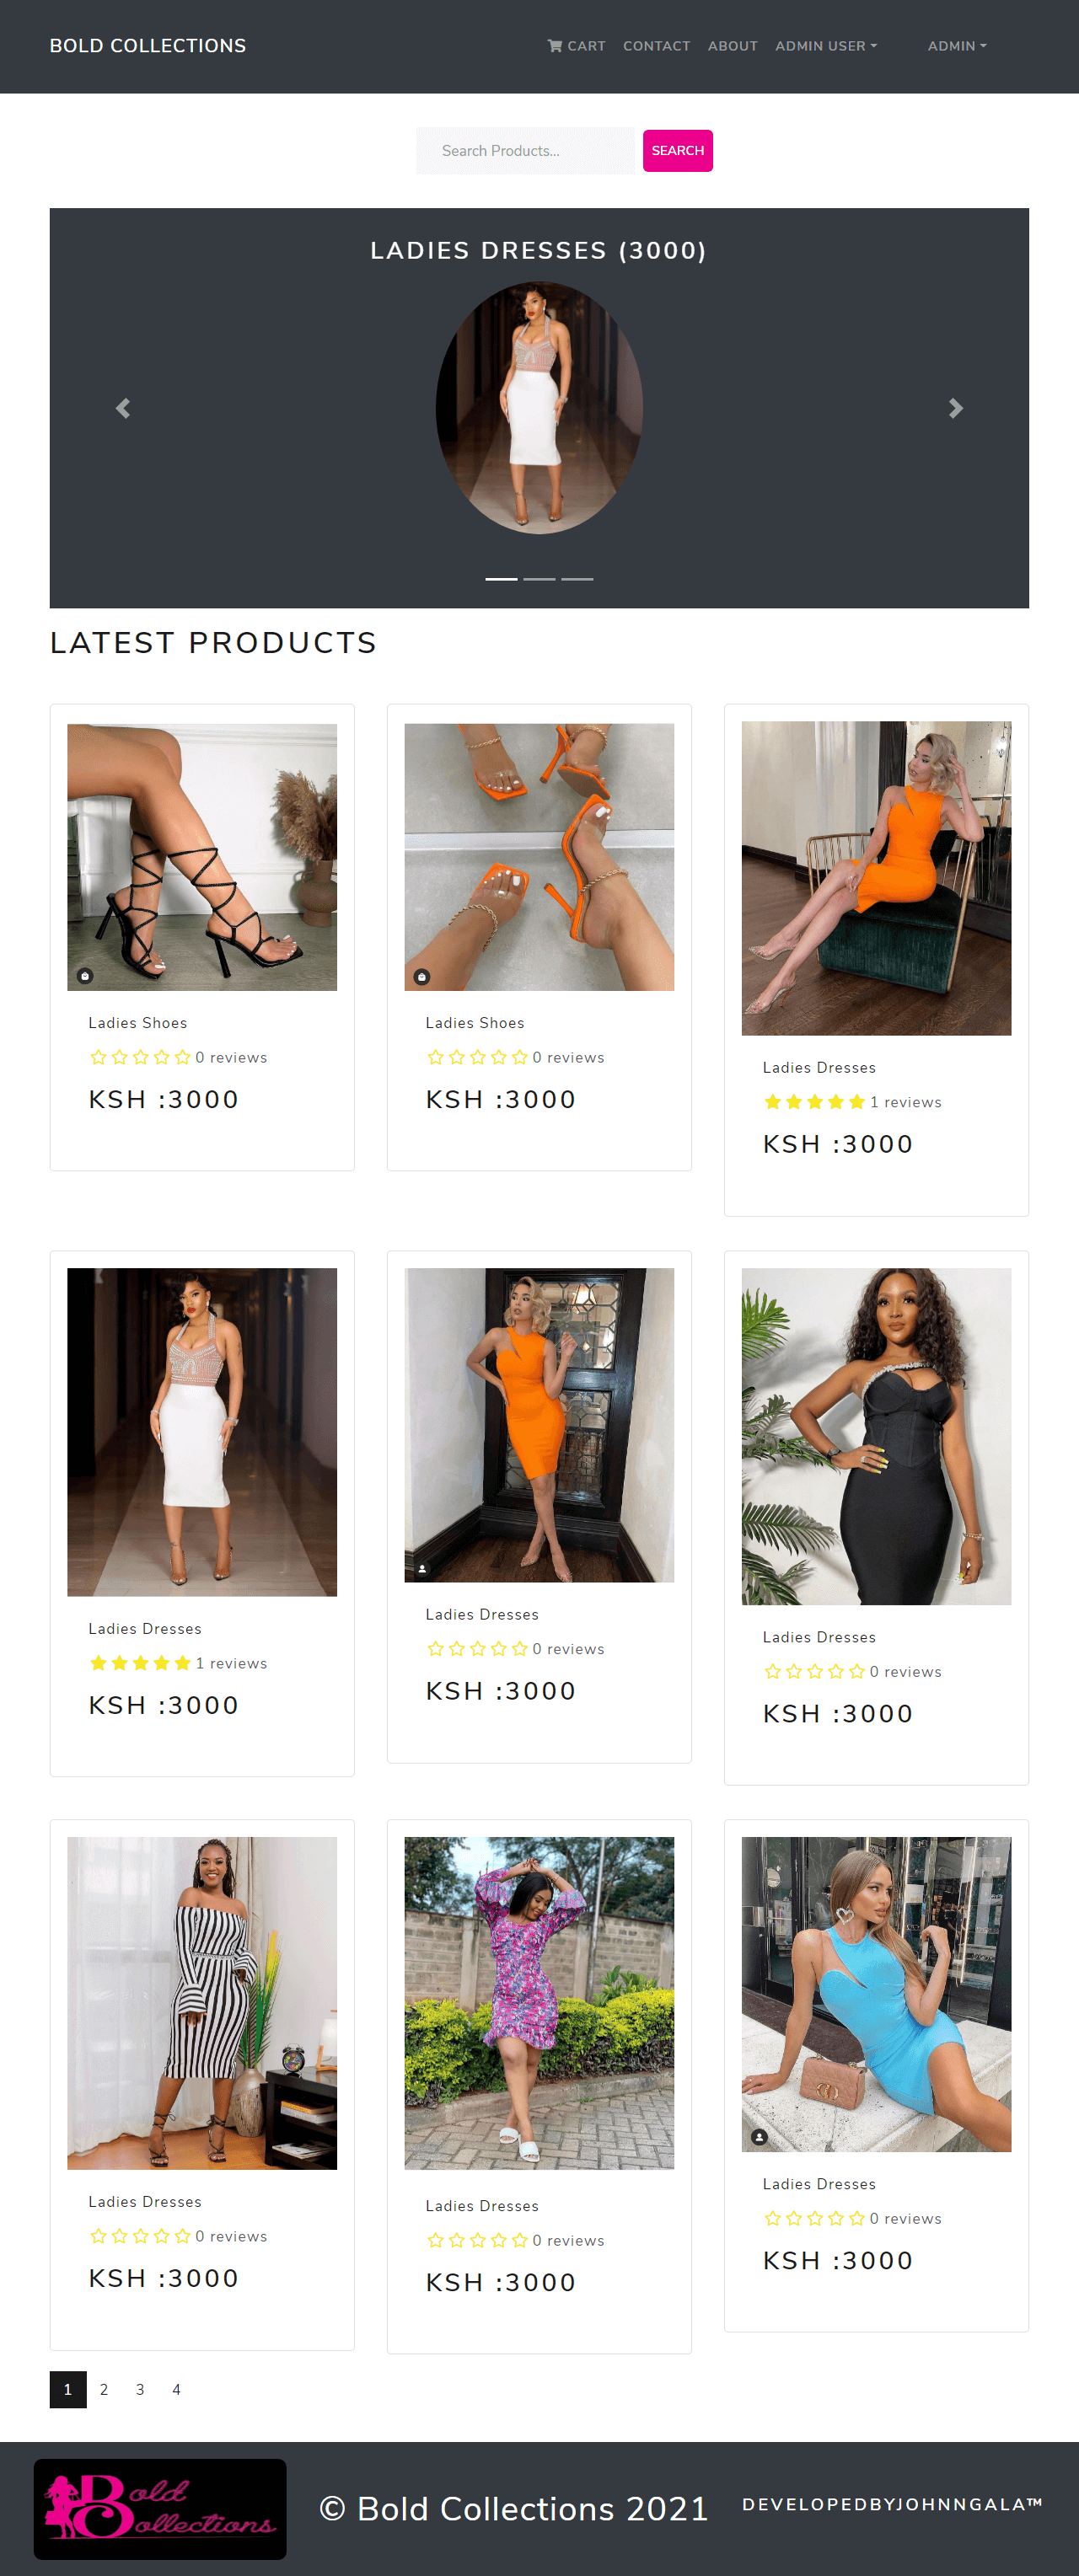 BOLD COLLECTIONS
CART CONTACT ABOUT ADMIN USER ADMIN
Search Products...
SEARCH
LADIES DRESSES (3000)
LATEST PRODUCTS
Ladies Shoes
0 reviews
KSH :3000
Ladies Shoes
0 reviews
KSH :3000
Ladies Dresses
1 reviews
KSH :3000
Ladies Dresses
1 reviews
KSH :3000
Ladies Dresses
0 reviews
KSH :3000
Ladies Dresses
0 reviews
KSH :3000
Ladies Dresses
0 reviews
KSH :3000
Ladies Dresses
0 reviews
KSH :3000
Ladies Dresses
0 reviews
KSH :3000
1 2 3 4
Bold
Collections
© Bold Collections 2021
DEVELOPEDBYJOHNNGALA™